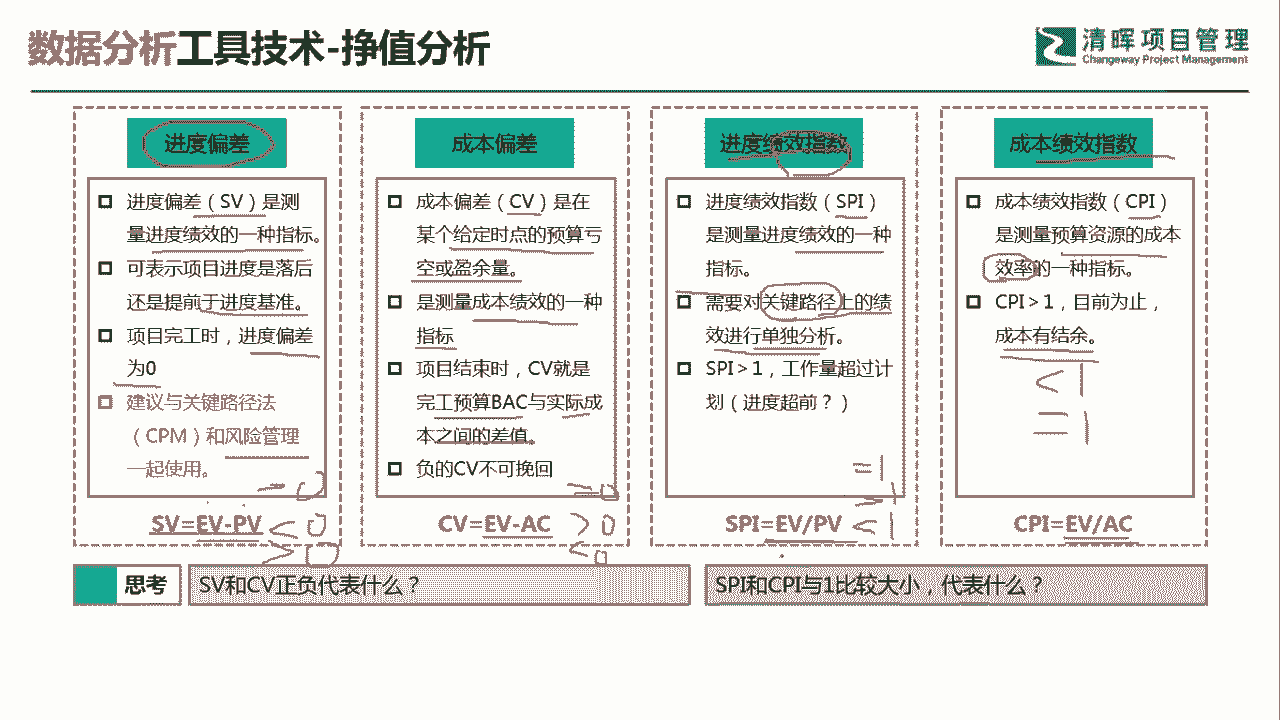 数据分析工具技术-挣值分析
清晖项目管理
Changeway Project Management
进度偏差
□ 进度偏差（SV）是测
量进度绩效的一种指标。
□ 可表示项目进度是落后
还是提前于进度基准。
□ 项目完工时，进度偏差
为0
□ 建议与关键路径法
（CPM）和风险管理
一起使用。
=0
SV=EV-PV <0
>0
成本偏差
□ 成本偏差（CV）是在
某个给定时点的预算亏
空或盈余量。
□ 是测量成本绩效的一种
指标
□ 项目结束时，CV就是
完工预算BAC与实际成
本之间的差值。
□ 负的CV不可挽回
=0
CV=EV-AC >0
<0
进度绩效指数
□ 进度绩效指数（SPI）
是测量进度绩效的一种
指标。
□ 需要对关键路径上的绩
效进行单独分析。
□ SPI＞1，工作量超过计
划（进度超前？）
=1
>1
SPI=EV/PV <1
成本绩效指数
□ 成本绩效指数（CPI）
是测量预算资源的成本
效率的一种指标。
□ CPI＞1，目前为止，
成本有结余。
<1
=1
CPI=EV/AC
思考
SV和CV正负代表什么？
SPI和CPI与1比较大小，代表什么？